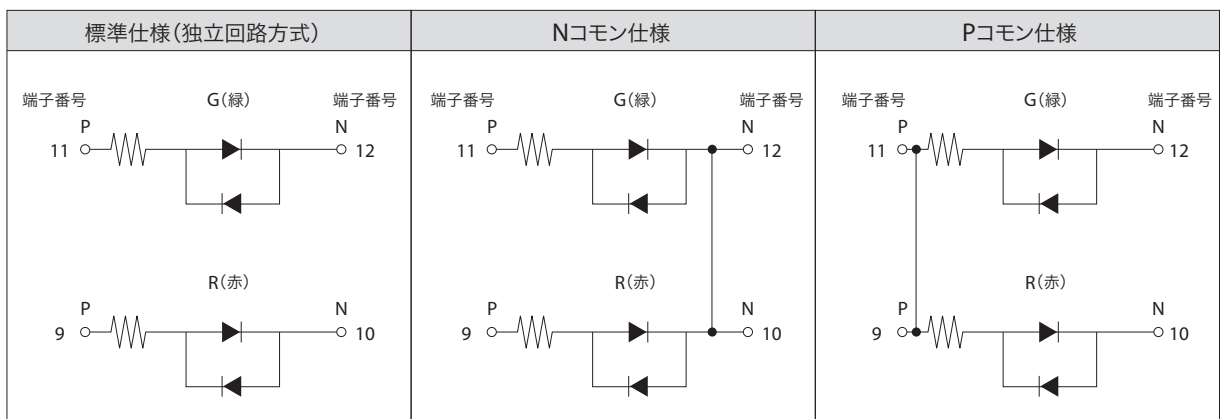 標準仕様(独立回路方式)
端子番号
G(緑)
端子番号
P
N
11
12
R(赤)
P
N
9
10
Nコモン仕様
端子番号
G(緑)
端子番号
P
N
11
12
R(赤)
P
N
9
10
Pコモン仕様
端子番号
G(緑)
端子番号
P
N
11
12
R(赤)
P
N
9
10